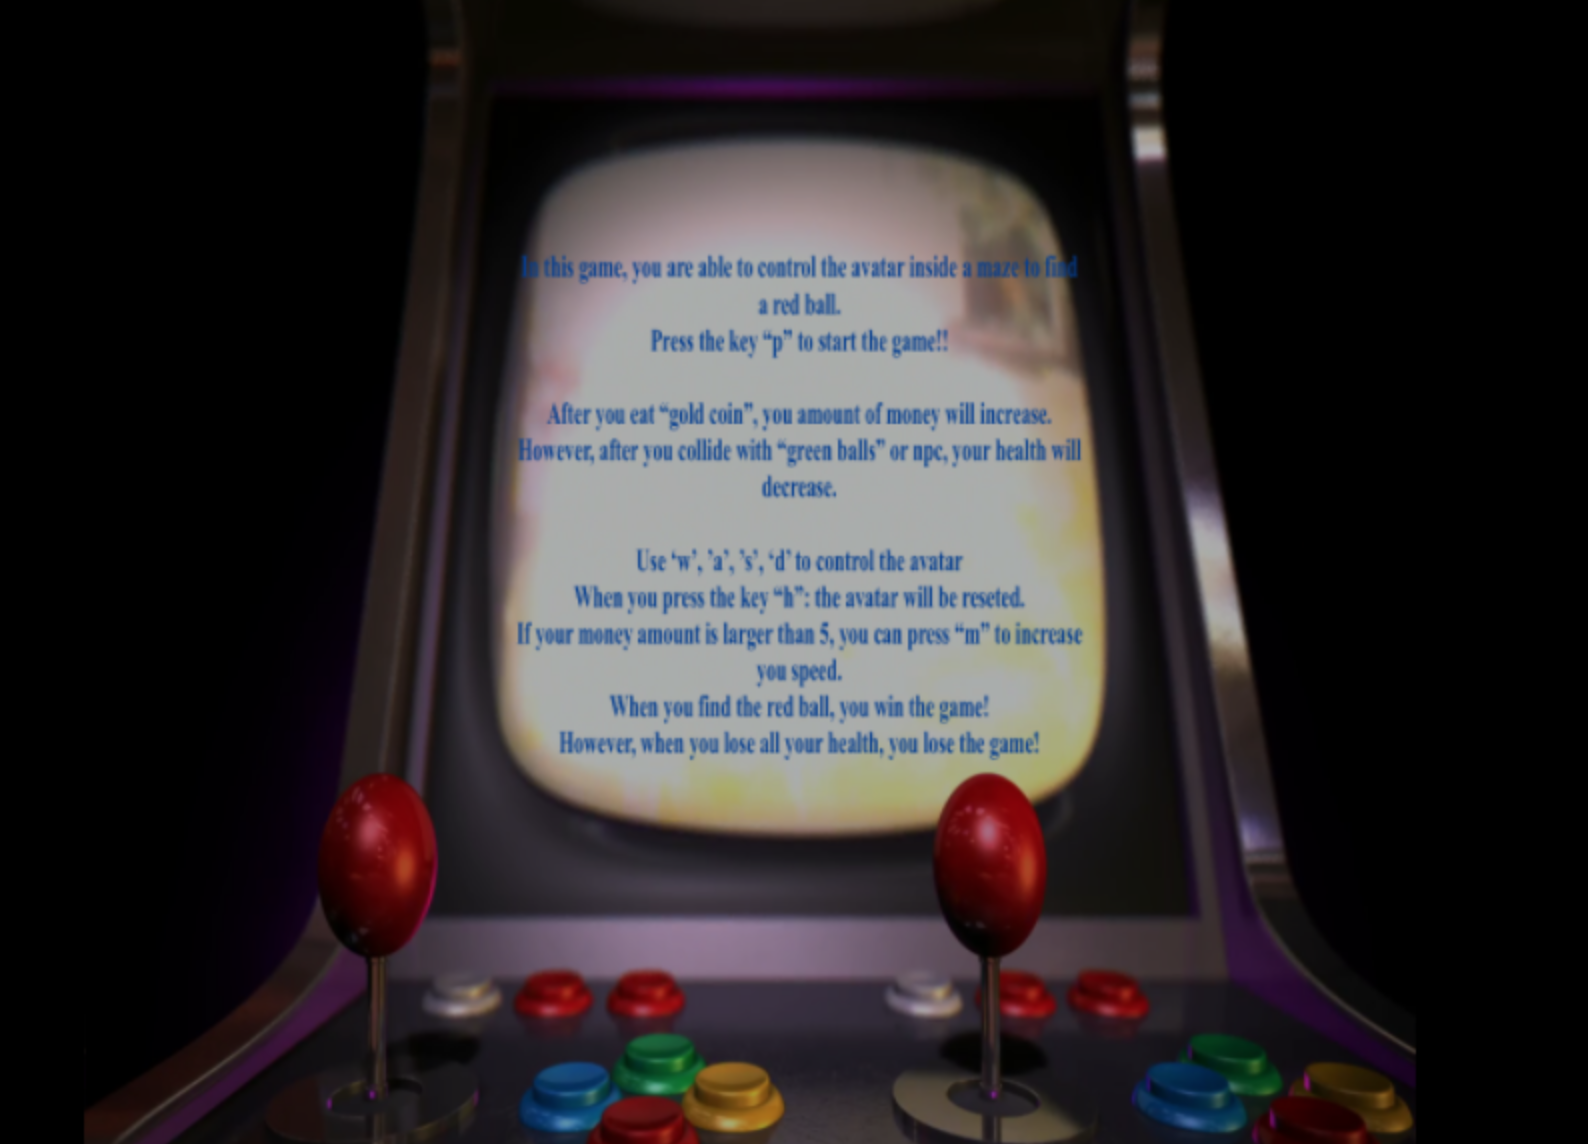 In this game, you are able to control the avatar inside a maze to find
a red ball.
Press the key “p” to start the game!!
After you eat “gold coin”, you amount of money will increase.
However, after you collide with “green balls” or npc, your health will
decrease.
Use ‘w’, ’a’, ’s’, ‘d’ to control the avatar
When you press the key “h”: the avatar will be reseted.
If your money amount is larger than 5, you can press “m” to increase
you speed.
When you find the red ball, you win the game!
However, when you lose all your health, you lose the game!